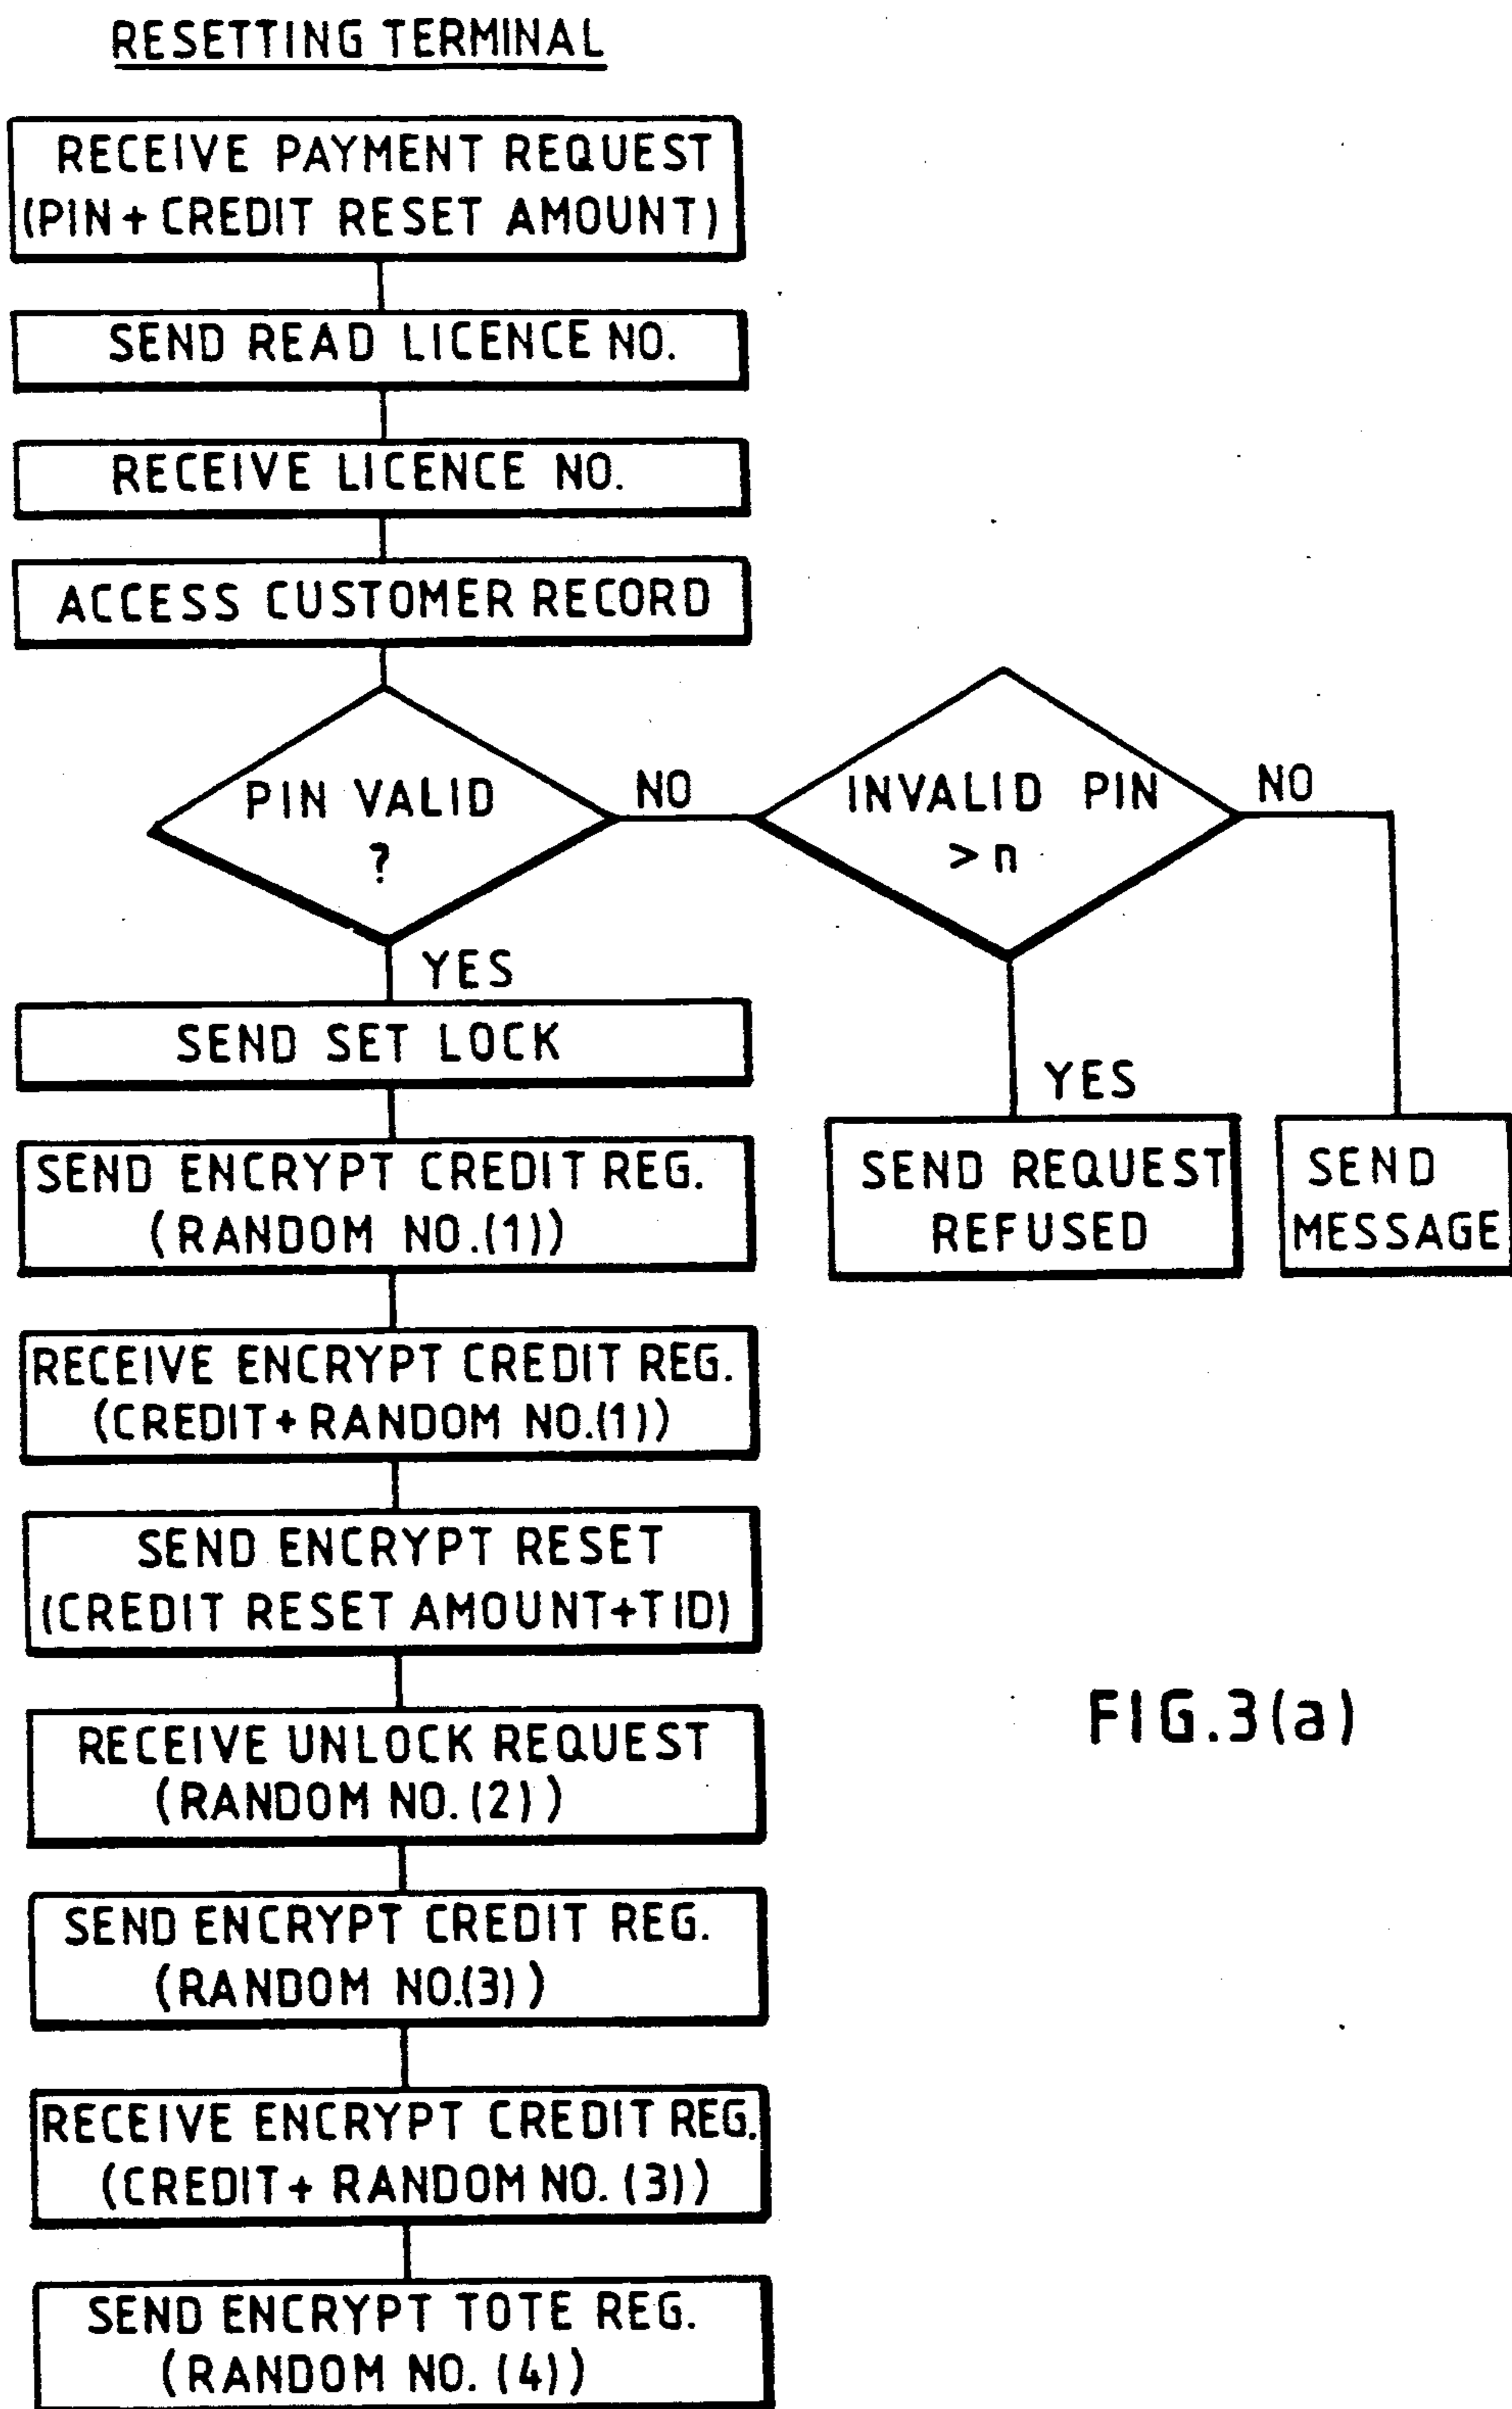 RESETTING TERMINAL
RECEIVE PAYMENT REQUEST
(PIN + CREDIT RESET AMOUNT)
SEND READ LICENCE NO.
RECEIVE LICENCE NO.
ACCESS CUSTOMER RECORD
PIN VALID
?
NO
INVALID PIN
> n
NO
YES
SEND SET LOCK
YES
SEND REQUEST
REFUSED
SEND
MESSAGE
SEND ENCRYPT CREDIT REG.
(RANDOM NO.(1))
RECEIVE ENCRYPT CREDIT REG.
(CREDIT + RANDOM NO.(1))
SEND ENCRYPT RESET
(CREDIT RESET AMOUNT+TID)
RECEIVE UNLOCK REQUEST
(RANDOM NO. (2))
SEND ENCRYPT CREDIT REG.
(RANDOM NO.(3))
RECEIVE ENCRYPT CREDIT REG.
(CREDIT + RANDOM NO. (3))
SEND ENCRYPT TOTE REG.
(RANDOM NO. (4))
FIG.3(a)